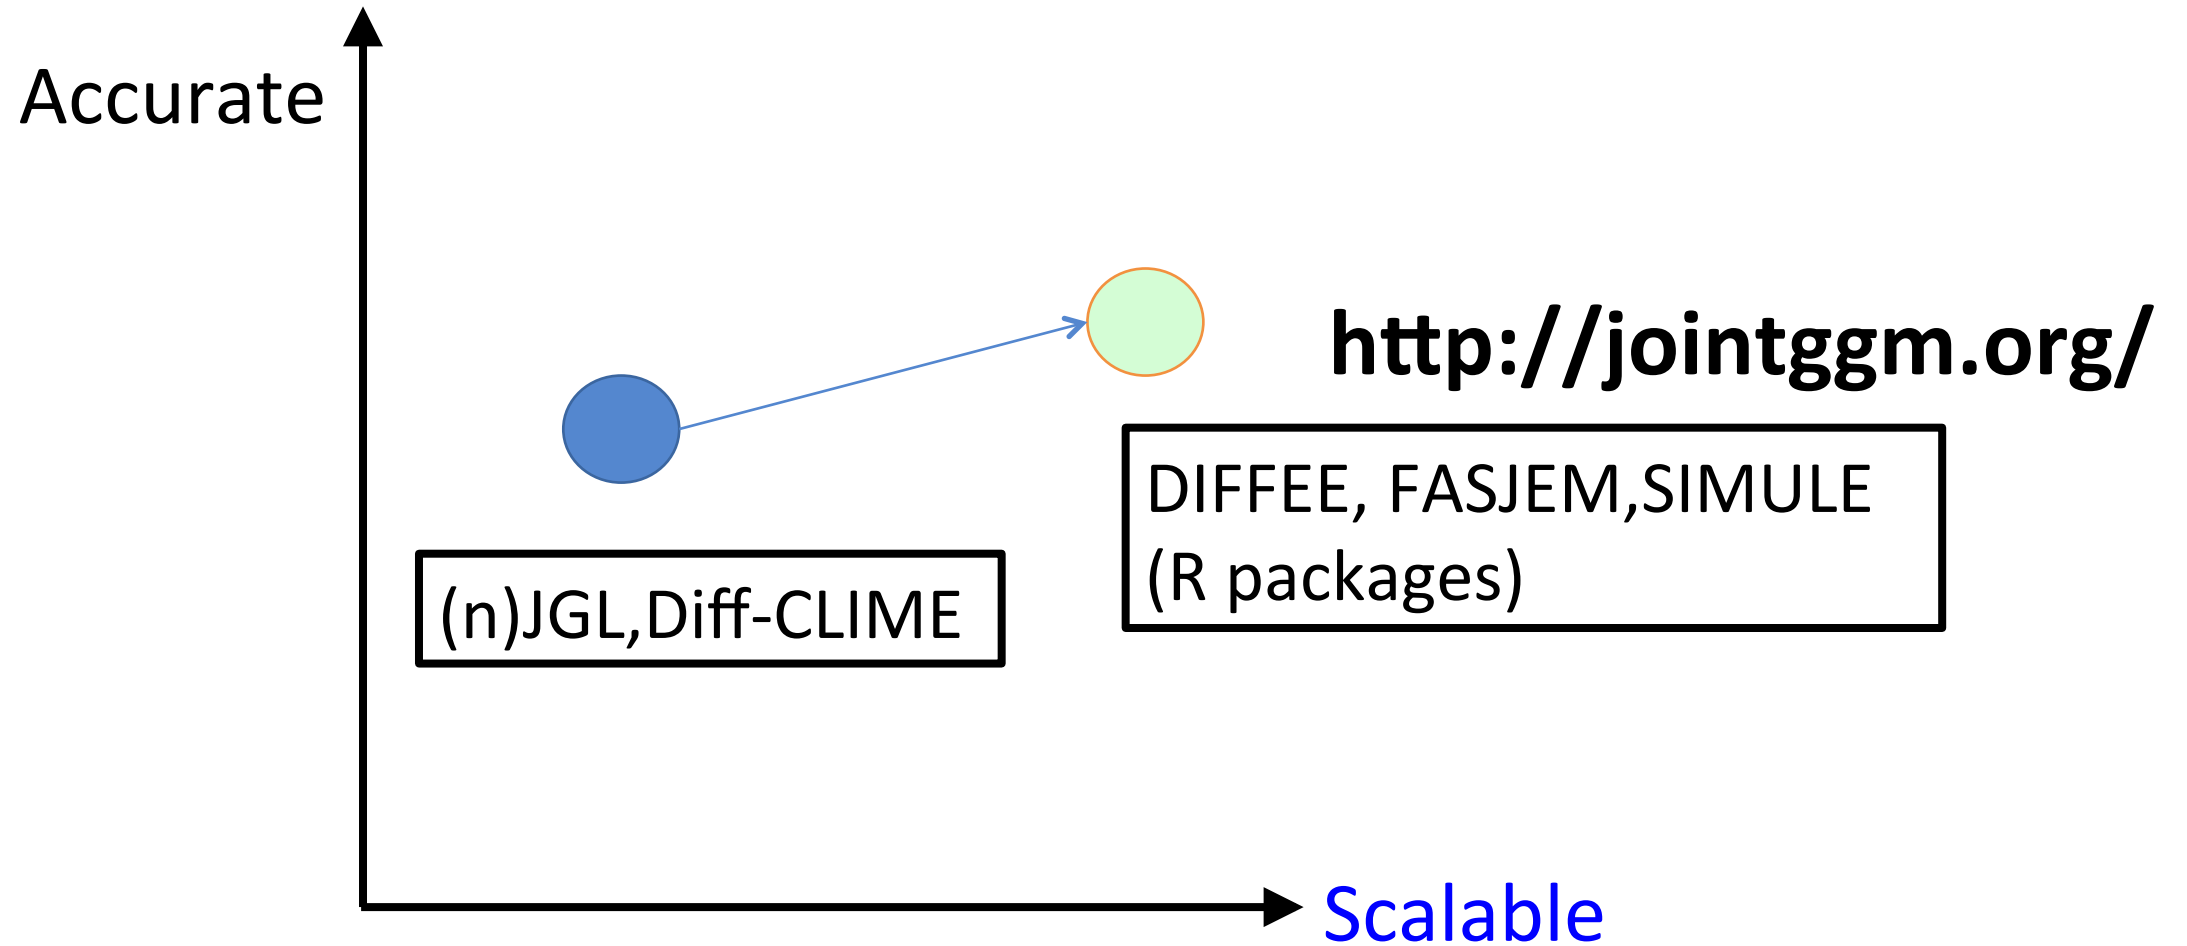 Accurate
http://jointggm.org/
DIFFEE, FASJEM,SIMULE
(R packages)
(n)JGL,Diff-CLIME
Scalable